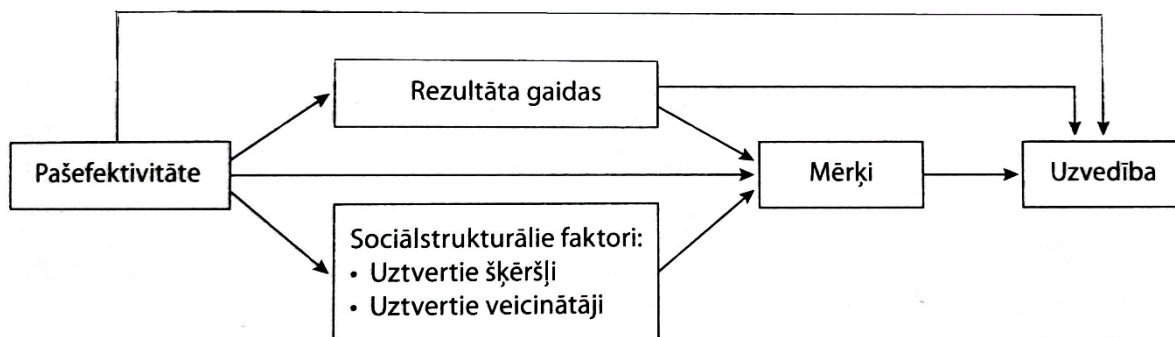 Rezultāta gaidas
Pašefektivitāte
Mērķi
Uzvedība
Sociālstrukturālie faktori:
• Uztvertie šķēršļi
• Uztvertie veicinātāji